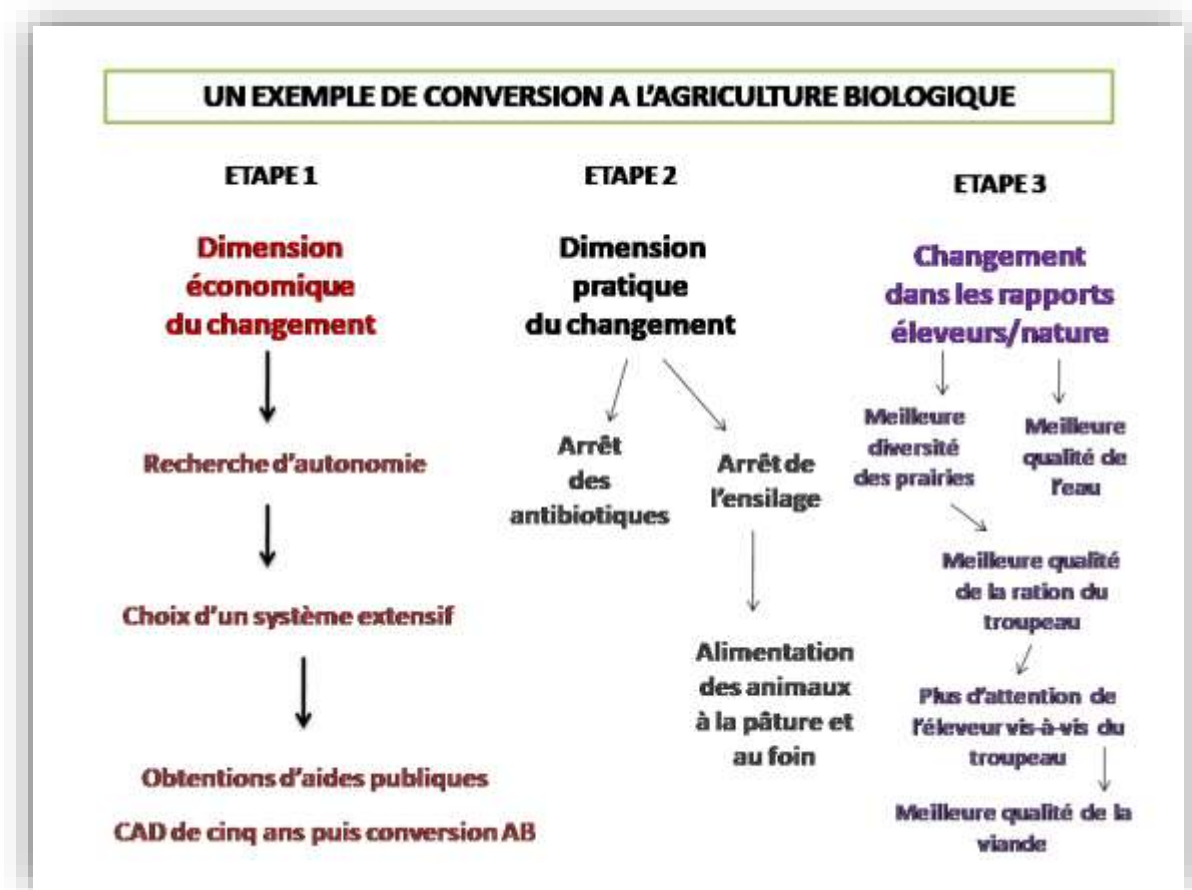 UN EXEMPLE DE CONVERSION A L'AGRICULTURE BIOLOGIQUE
ETAPE 1
Dimension
économique
du changement
Recherche d'autonomie
Choix d'un système extensif
Obtentions d'aides publiques
CAD de cinq ans puis conversion AB
ETAPE 2
Dimension
pratique
du changement
Arrêt
des
antibiotiques
Arrêt de
l'ensilage
Alimentation
des animaux
à la pâture et
au foin
ETAPE 3
Changement
dans les rapports
éleveurs/nature
Meilleure
diversité
des prairies
Meilleure
qualité de
l'eau
Meilleure qualité
de la ration du
troupeau
Plus d'attention de
l'éleveur vis-à-vis du
troupeau
Meilleure qualité de la
viande